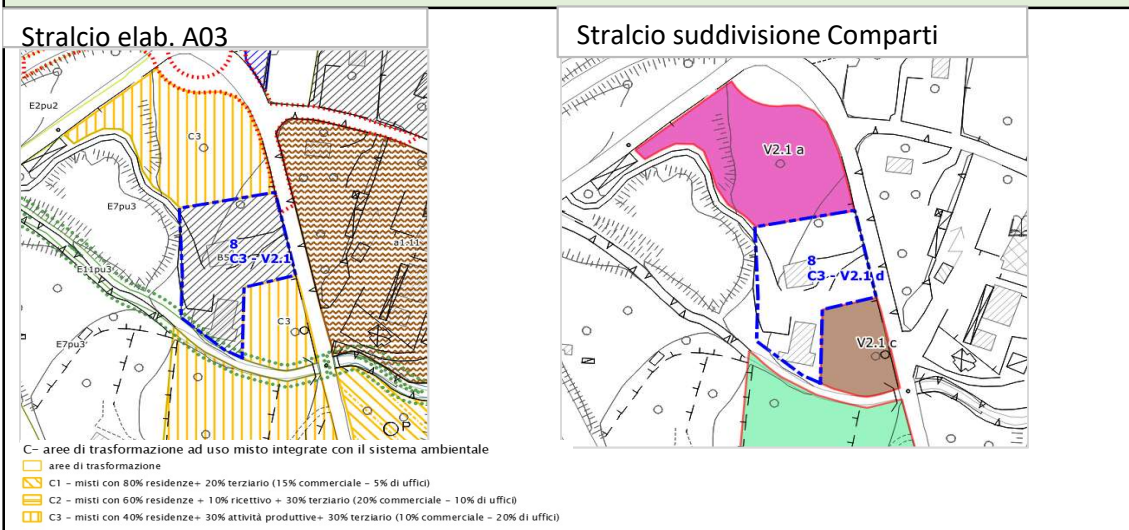 Stralcio elab. A03
Stralcio suddivisione Comparti
E2pu2
C3
E7pu3
8
B5
C3 - V2.1
a1.11
E11pu3
C3
E7pu3
P
V2.1 a
8
C3 - V2.1 d
V2.1 c
C- aree di trasformazione ad uso misto integrate con il sistema ambientale
aree di trasformazione
C1 - misti con 80% residenze+ 20% terziario (15% commerciale - 5% di uffici)
C2 - misti con 60% residenze + 10% ricettivo + 30% terziario (20% commerciale - 10% di uffici)
C3 - misti con 40% residenze+ 30% attività produttive+ 30% terziario (10% commerciale - 20% di uffici)